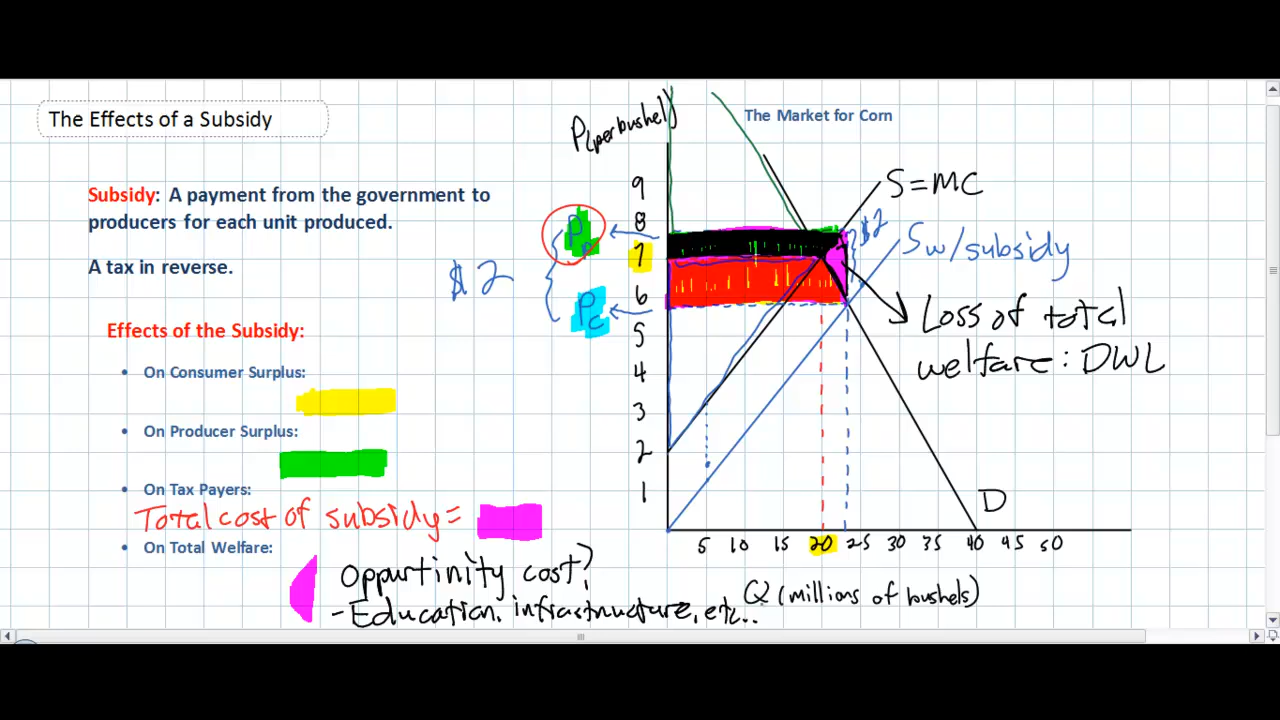 The Effects of a Subsidy
Subsidy: A payment from the government to
producers for each unit produced.
A tax in reverse.
Effects of the Subsidy:
• On Consumer Surplus:
• On Producer Surplus:
• On Tax Payers:
Total cost of subsidy =
• On Total Welfare:
Oppurtinity cost?
- Education, infrastructure, etc..
The Market for Corn
P(per bushel)
9
8
7
6
5
4
3
2
1
$2
Pc
S=MC
$2
Sw/subsidy
Loss of total
welfare: DWL
D
5 10 15 20 25 30 35 40 45 50
Q (millions of bushels)